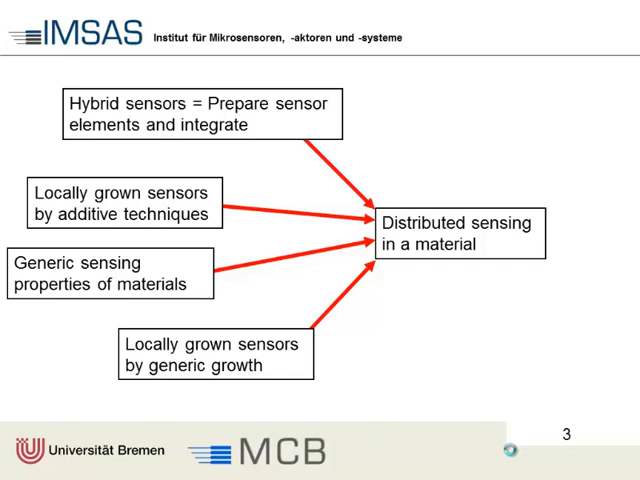 IMSAS
Institut für Mikrosensoren, -aktoren und -systeme
Hybrid sensors = Prepare sensor
elements and integrate
Locally grown sensors
by additive techniques
Distributed sensing
in a material
Generic sensing
properties of materials
Locally grown sensors
by generic growth
3
Universität Bremen
MCB